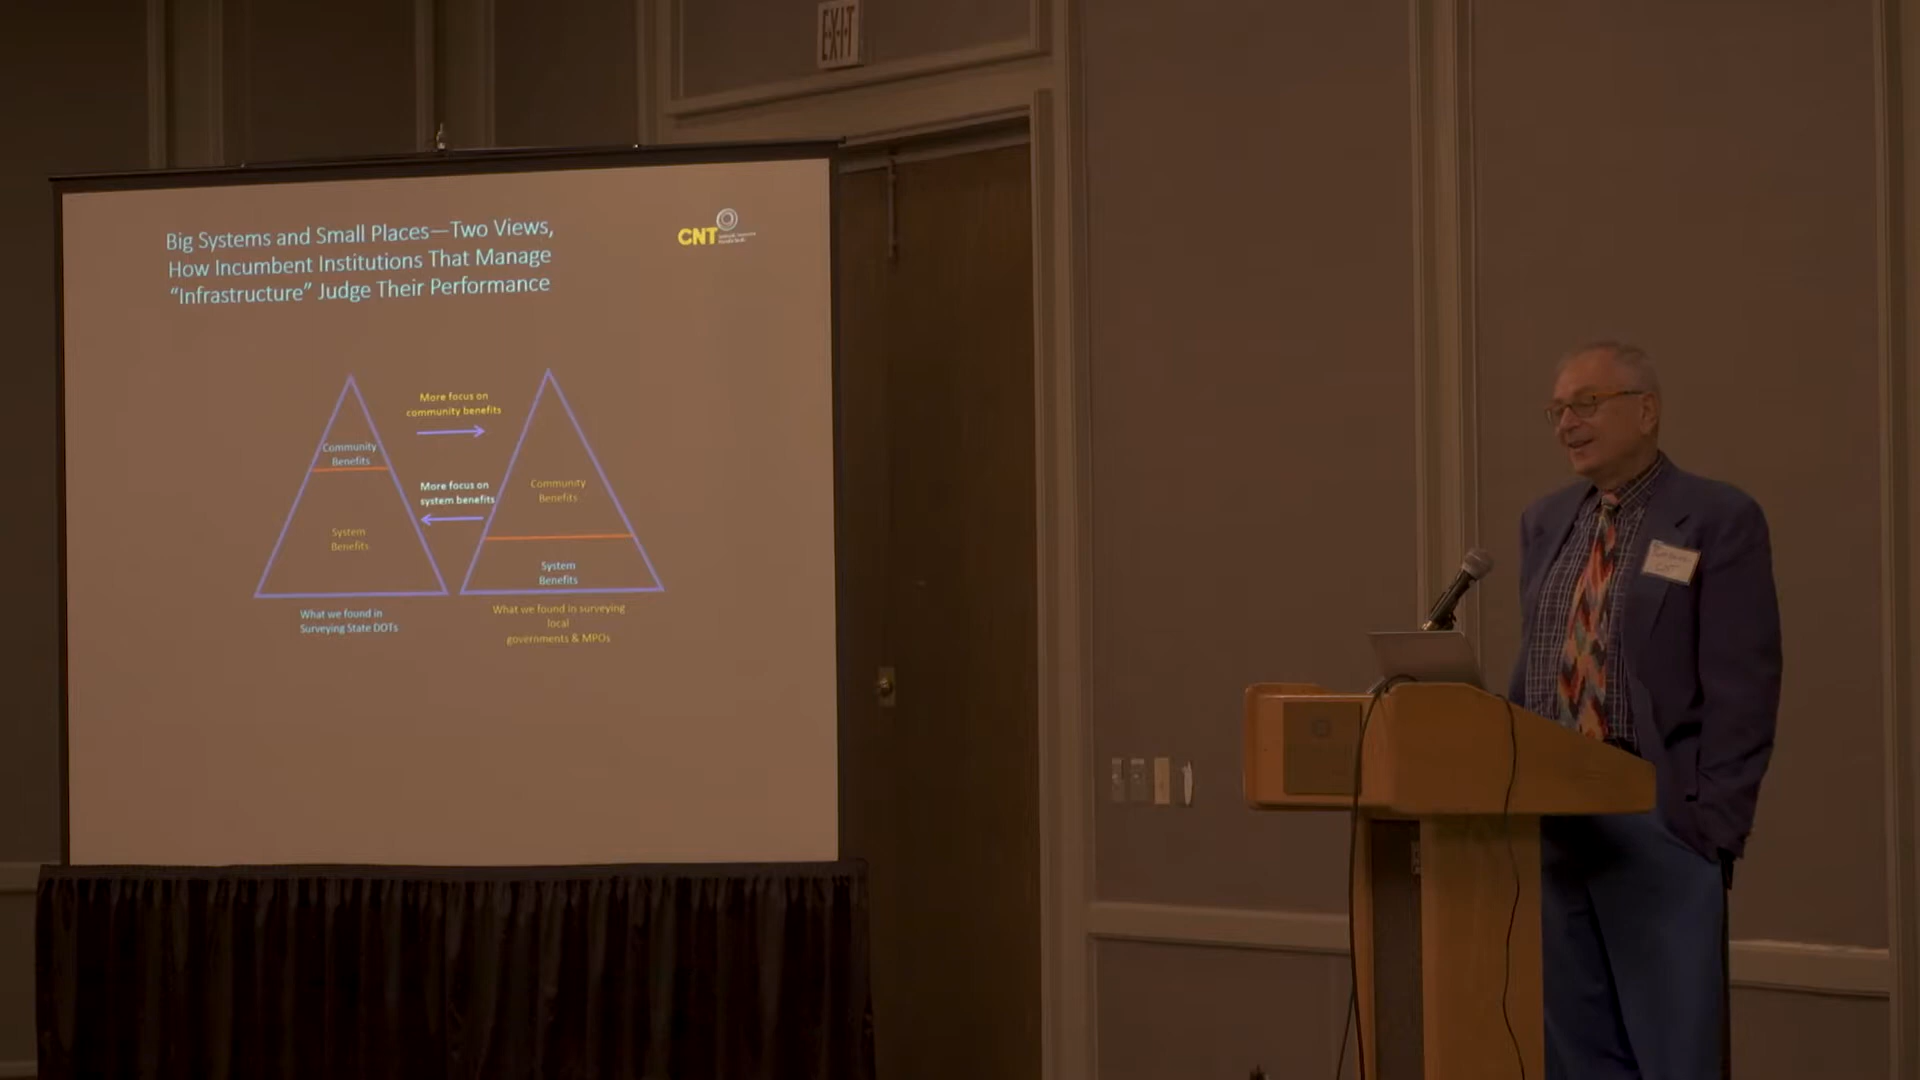 EXIT
Big Systems and Small Places—Two Views,
How Incumbent Institutions That Manage
“Infrastructure” Judge Their Performance
CNT
More focus on
community benefits
Community
Benefits
More focus on
system benefits
Community
Benefits
System
Benefits
System
Benefits
What we found in
Surveying State DOTs
What we found in surveying
local
governments & MPOs
CNT